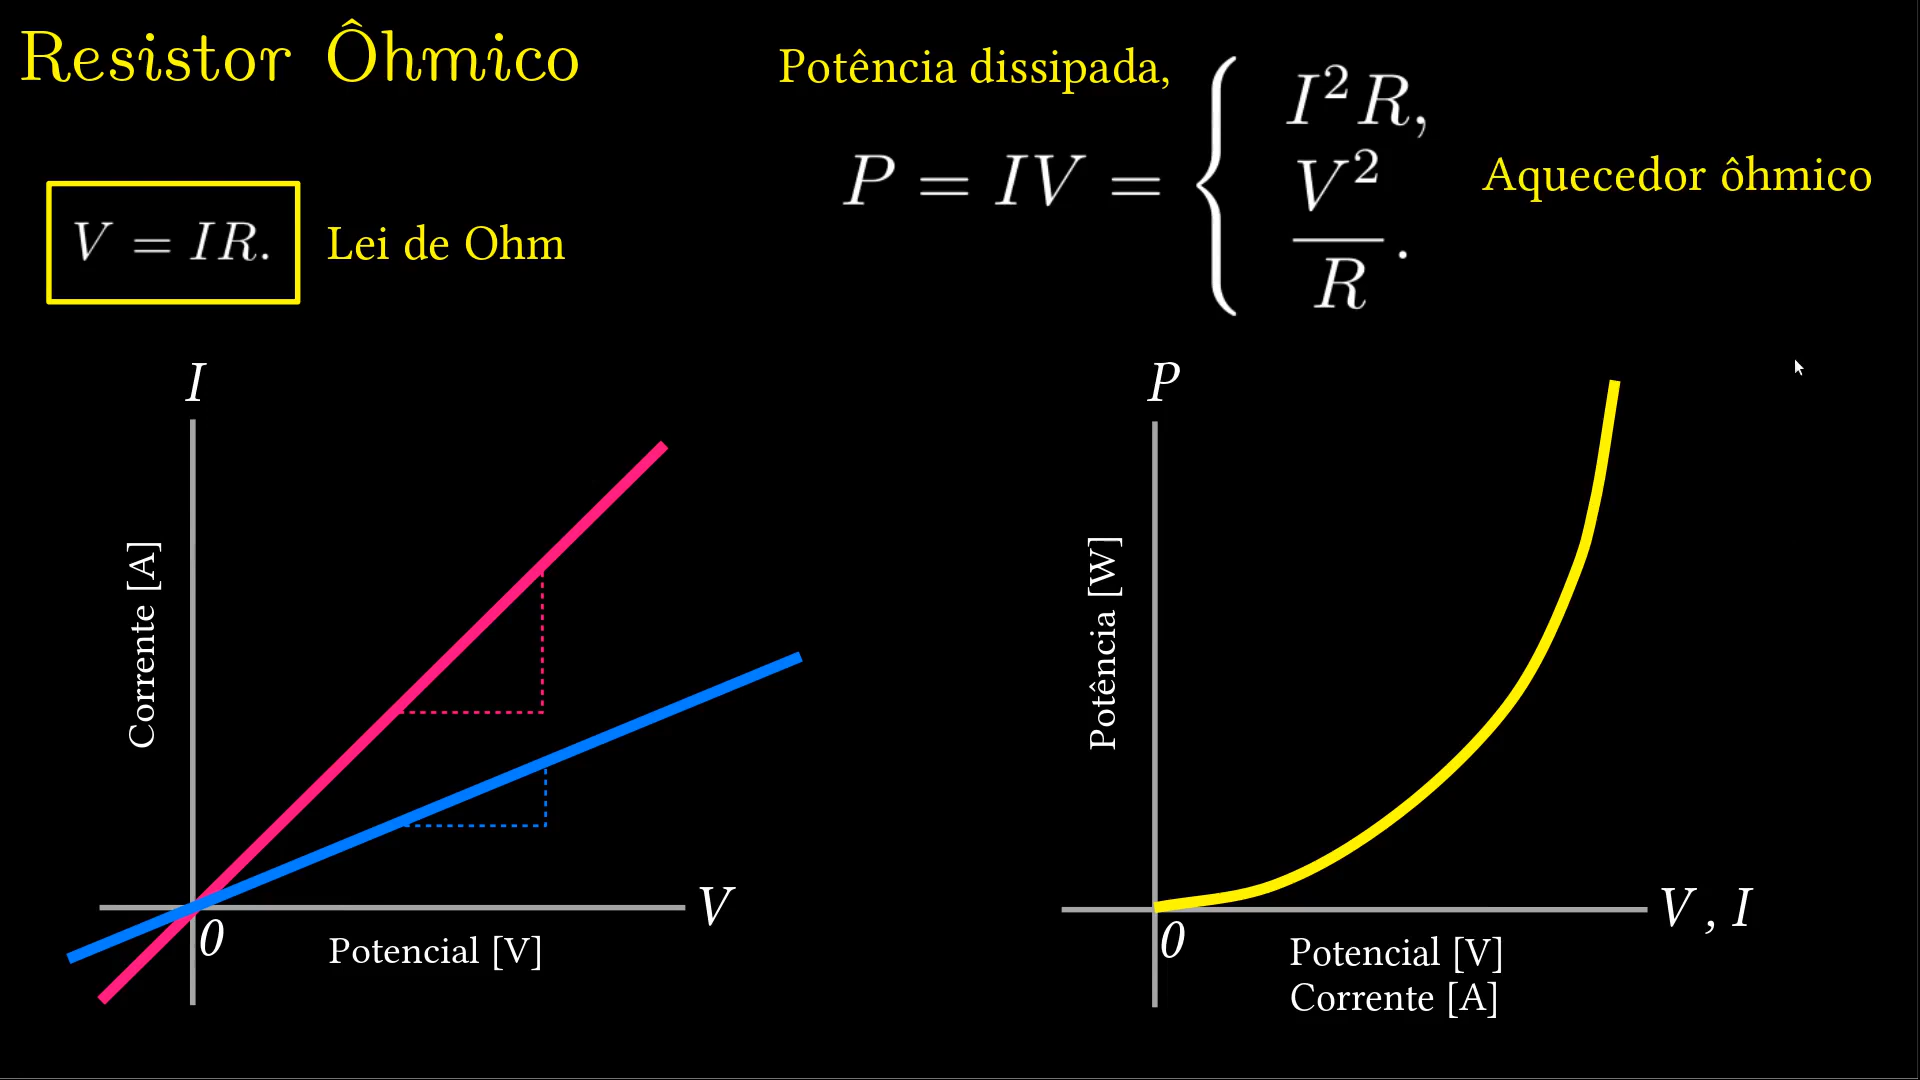 Resistor Ôhmico
V = IR.
Lei de Ohm
Potência dissipada,
P = IV = { I²R,
V²/R.
Aquecedor ôhmico
I
Corrente [A]
0
V
Potencial [V]
P
Potência [W]
0
V , I
Potencial [V]
Corrente [A]